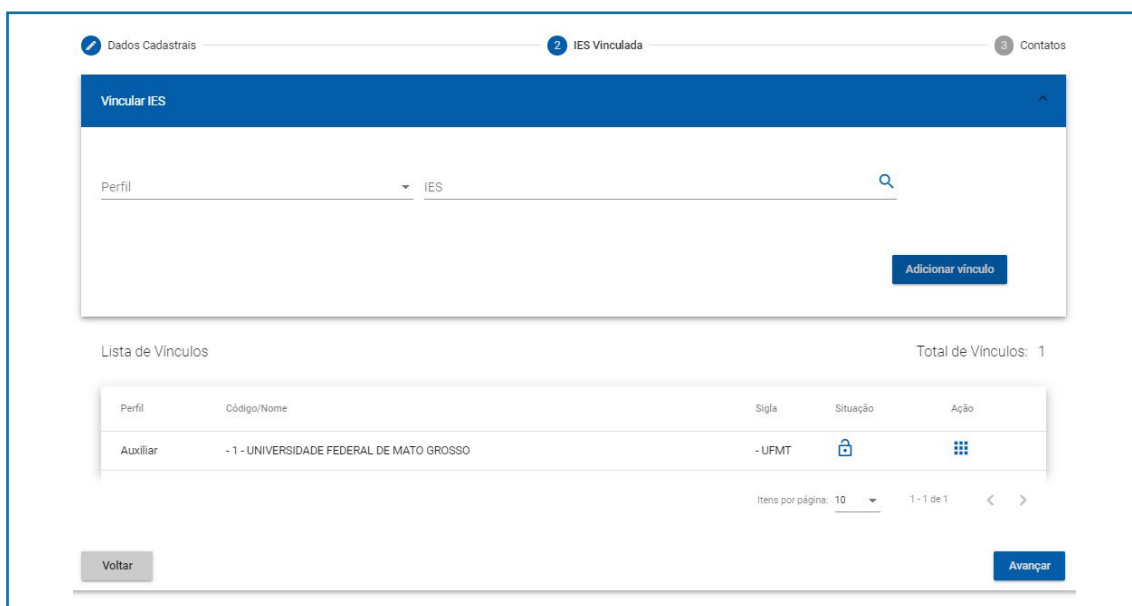 Dados Cadastrais
2 IES Vinculada
3 Contatos
Vincular IES
Perfil
IES
Adicionar vínculo
Lista de Vínculos
Total de Vínculos: 1
Perfil Código/Nome Sigla Situação Ação
Auxiliar - 1 - UNIVERSIDADE FEDERAL DE MATO GROSSO - UFMT
Itens por página: 10 1 - 1 de 1
Voltar
Avançar